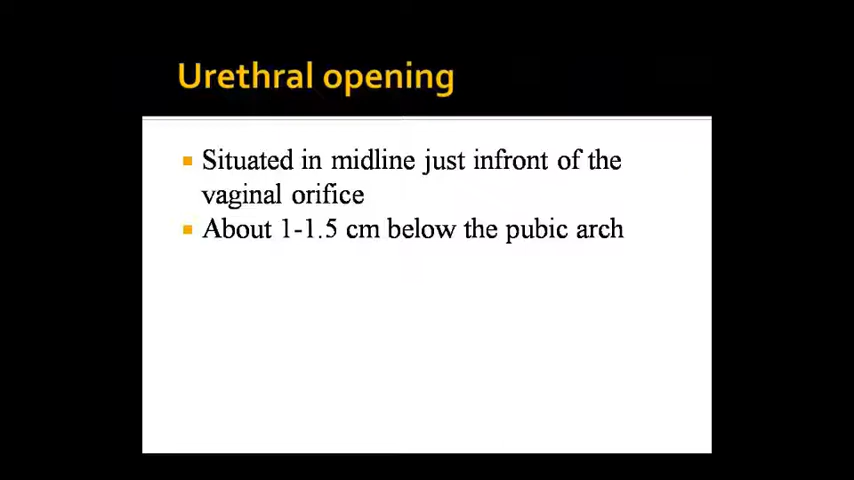 Urethral opening
Situated in midline just infront of the
vaginal orifice
About 1-1.5 cm below the pubic arch